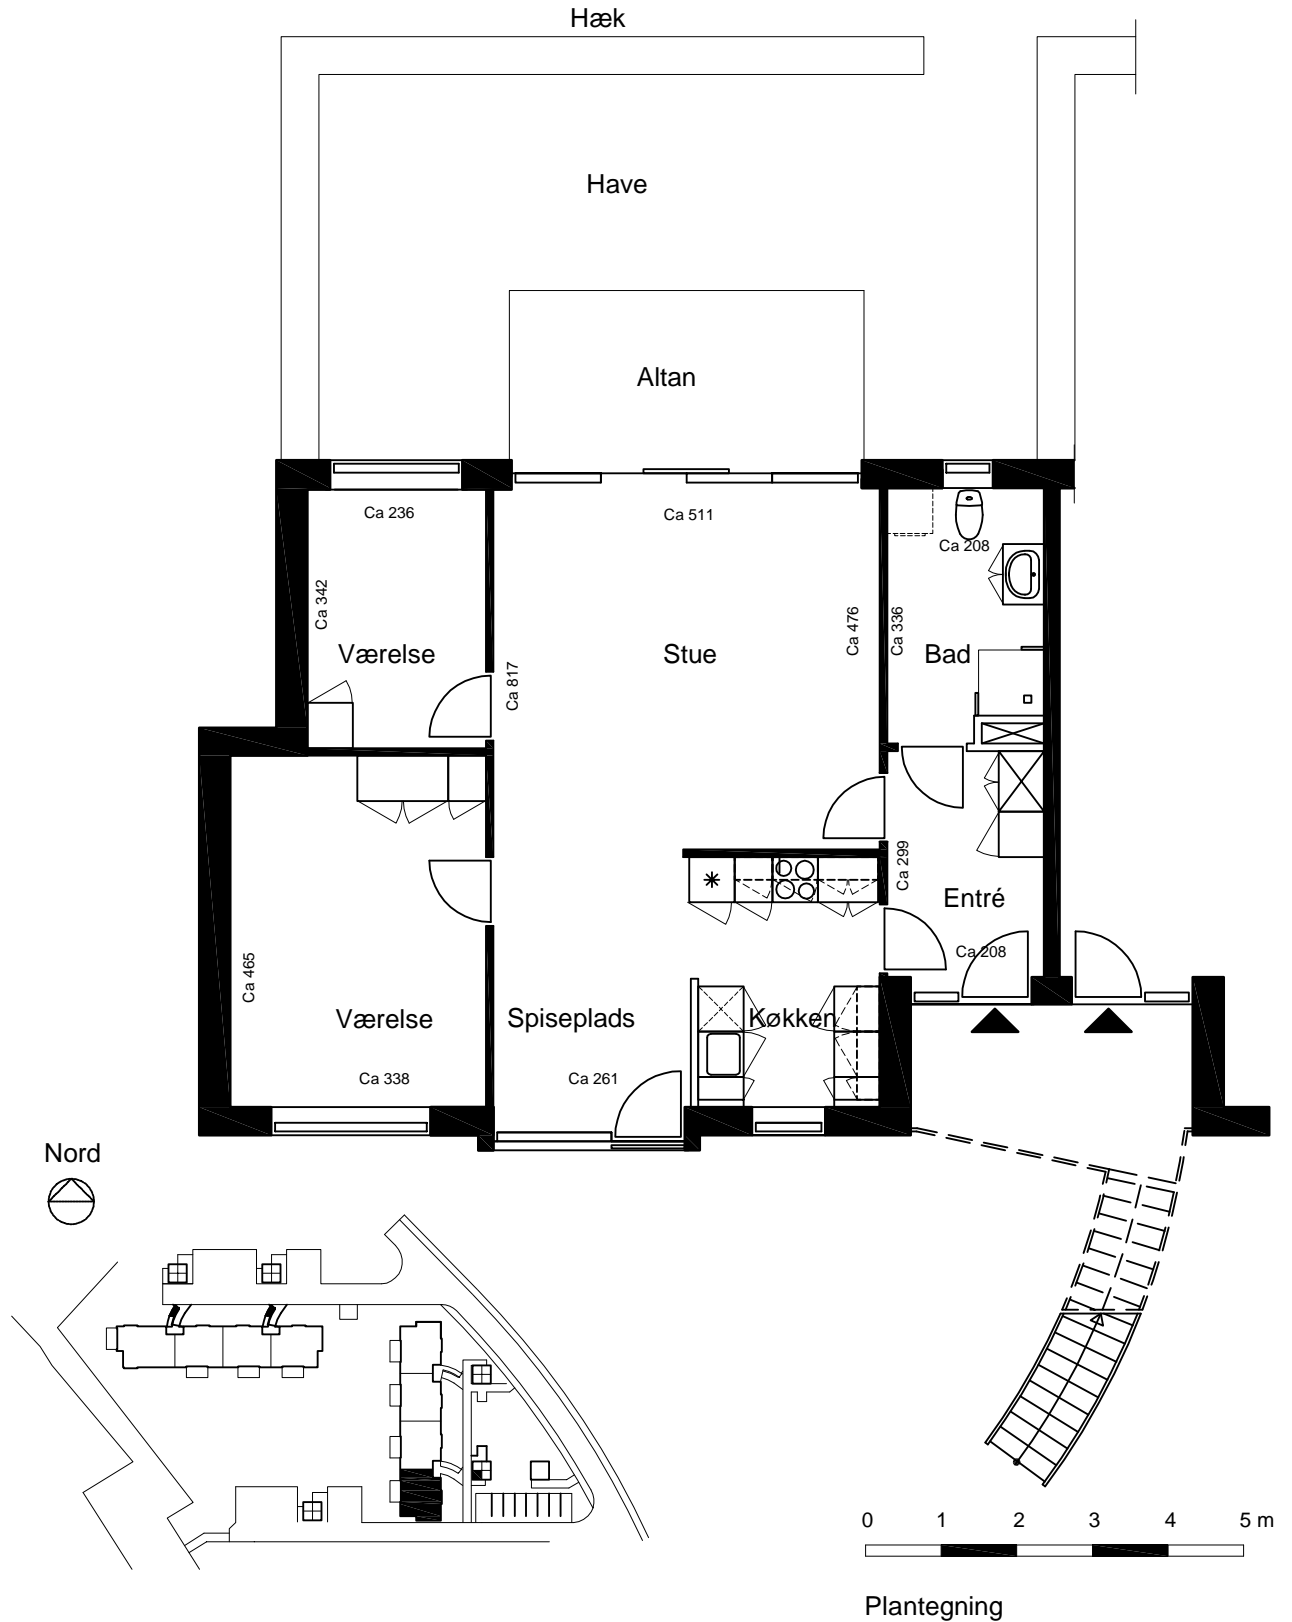 Hæk
Have
Altan
Ca 236
Ca 511
Ca 208
Ca 342
Ca 476
Ca 336
Værelse
Stue
Bad
Ca 817
Ca 299
Entré
Ca 208
Ca 465
Værelse
Spiseplads
Køkken
Ca 338
Ca 261
Nord
0 1 2 3 4 5 m
Plantegning